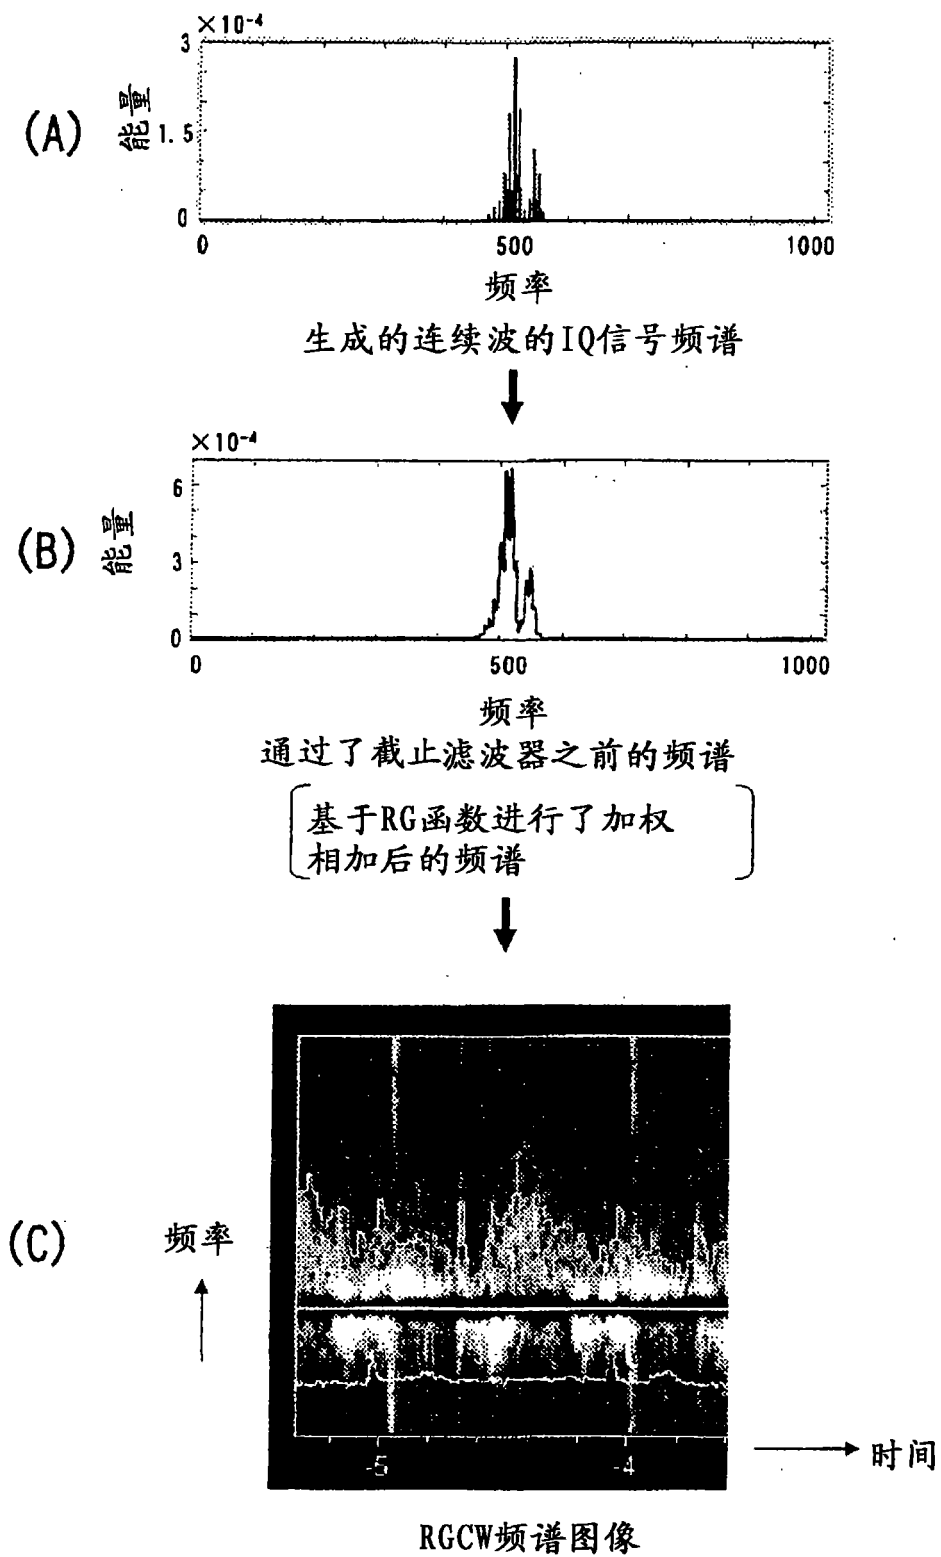 ×10⁻⁴
3
(A)
能量
1.5
0
0 500 1000
频率
生成的连续波的IQ信号频谱
×10⁻⁴
6
(B)
能量
3
0
0 500 1000
频率
通过了截止滤波器之前的频谱
基于RG函数进行了加权
相加后的频谱
(C)
频率
-5 -4
时间
RGCW频谱图像